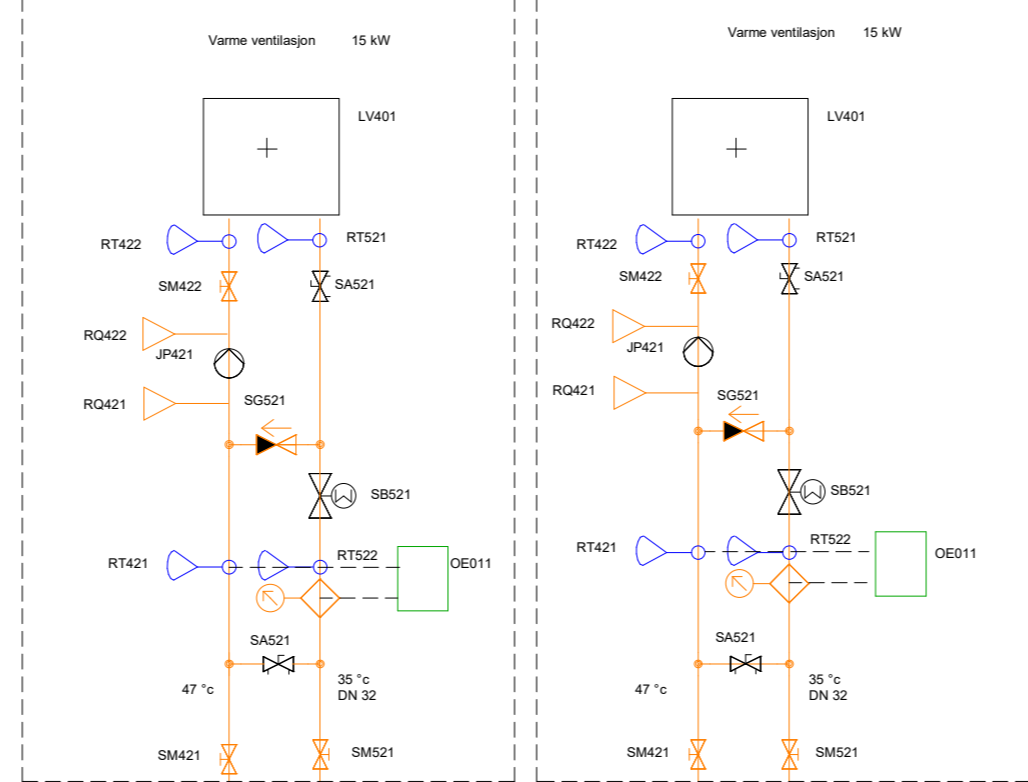 Varme ventilasjon 15 kW
LV401
RT422
RT521
SM422
SA521
RQ422
JP421
RQ421
SG521
SB521
RT421
RT522
OE011
SA521
47 °c
35 °c
DN 32
SM421
SM521
Varme ventilasjon 15 kW
LV401
RT422
RT521
SM422
SA521
RQ422
JP421
RQ421
SG521
SB521
RT421
RT522
OE011
SA521
47 °c
35 °c
DN 32
SM421
SM521